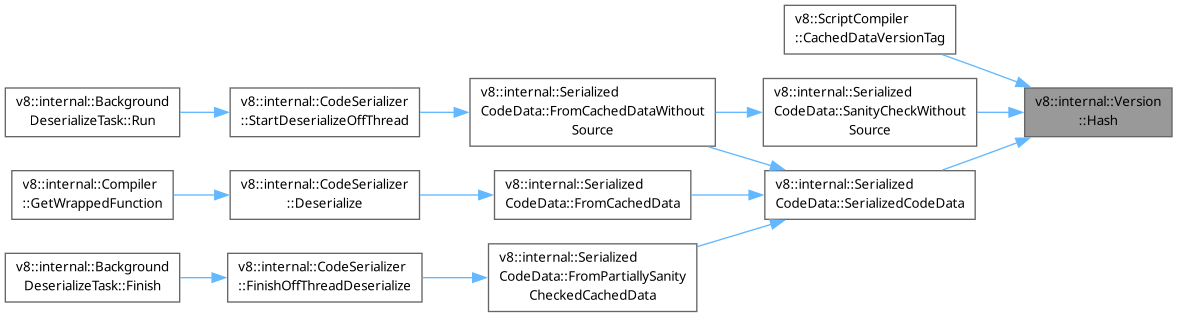 v8::ScriptCompiler
::CachedDataVersionTag
v8::internal::Background
DeserializeTask::Run
v8::internal::CodeSerializer
::StartDeserializeOffThread
v8::internal::Serialized
CodeData::FromCachedDataWithout
Source
v8::internal::Serialized
CodeData::SanityCheckWithout
Source
v8::internal::Version
::Hash
v8::internal::Compiler
::GetWrappedFunction
v8::internal::CodeSerializer
::Deserialize
v8::internal::Serialized
CodeData::FromCachedData
v8::internal::Serialized
CodeData::SerializedCodeData
v8::internal::Background
DeserializeTask::Finish
v8::internal::CodeSerializer
::FinishOffThreadDeserialize
v8::internal::Serialized
CodeData::FromPartiallySanity
CheckedCachedData